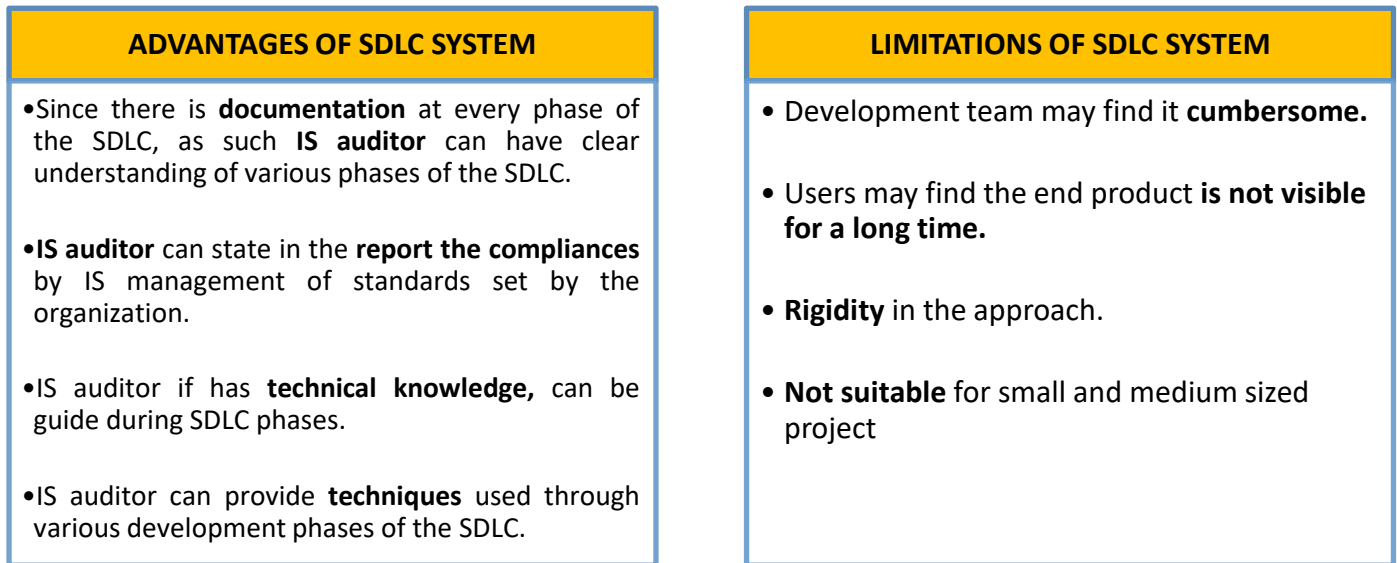 ADVANTAGES OF SDLC SYSTEM
•Since there is documentation at every phase of
the SDLC, as such IS auditor can have clear
understanding of various phases of the SDLC.
•IS auditor can state in the report the compliances
by IS management of standards set by the
organization.
•IS auditor if has technical knowledge, can be
guide during SDLC phases.
•IS auditor can provide techniques used through
various development phases of the SDLC.
LIMITATIONS OF SDLC SYSTEM
• Development team may find it cumbersome.
• Users may find the end product is not visible
for a long time.
• Rigidity in the approach.
• Not suitable for small and medium sized
project